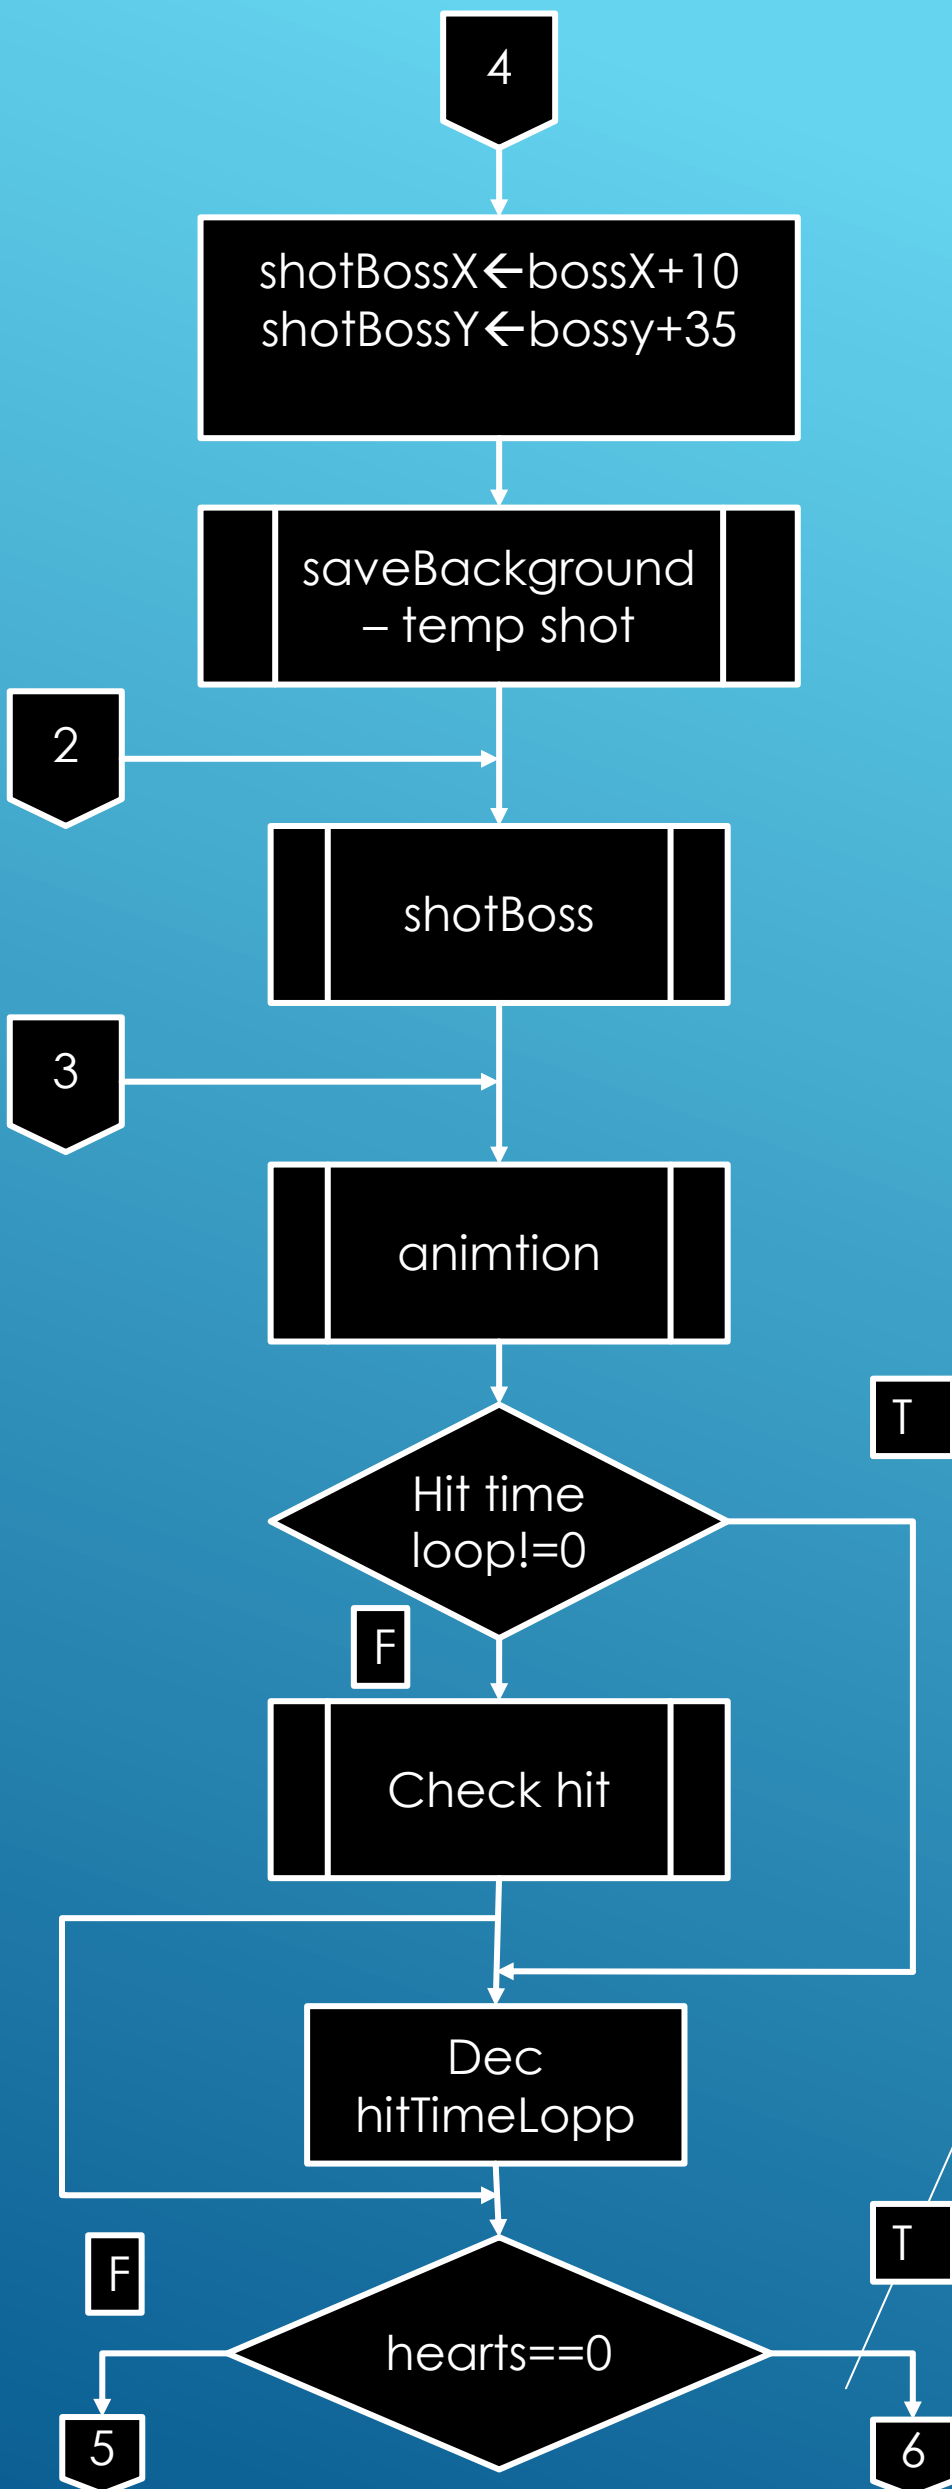 4
shotBossX←bossX+10
shotBossY←bossy+35
saveBackground
– temp shot
2
shotBoss
3
animtion
T
Hit time
loop!=0
F
Check hit
Dec
hitTimeLopp
T
F
hearts==0
5
6